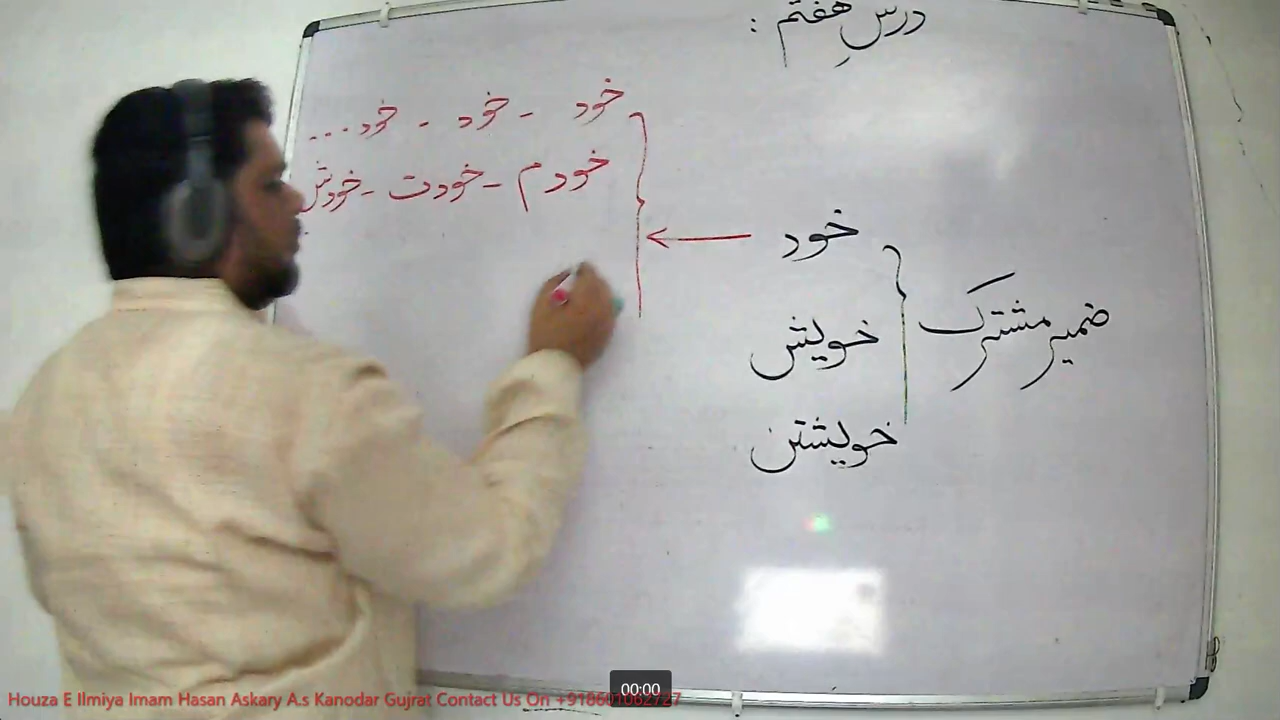 درسِ هفتم :
ضمیر مشترک
خود
خویش
خویشتن
خود - خود - خود...
خودم - خودت - خودش
00:00
Houza E Ilmiya Imam Hasan Askary A.s Kanodar Gujrat Contact Us On +918601062727